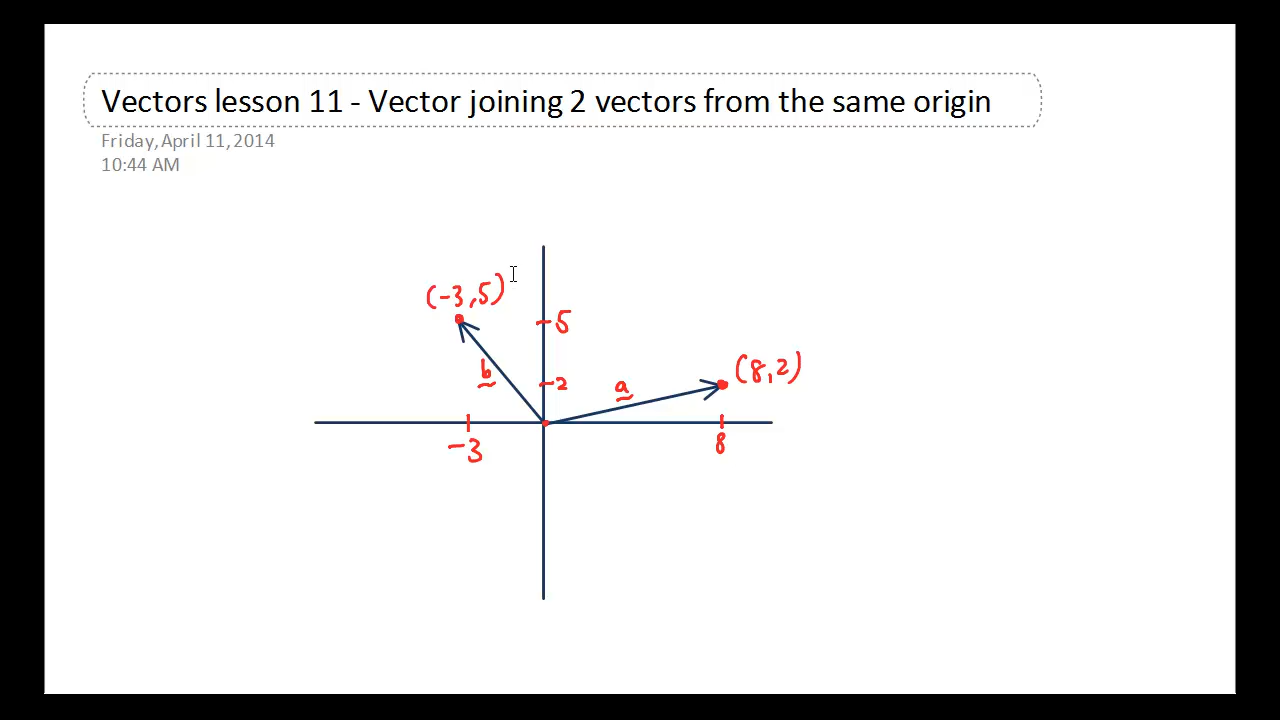 Vectors lesson 11 - Vector joining 2 vectors from the same origin
Friday, April 11, 2014
10:44 AM
(-3,5)
5
(8,2)
b
2
a
-3
8